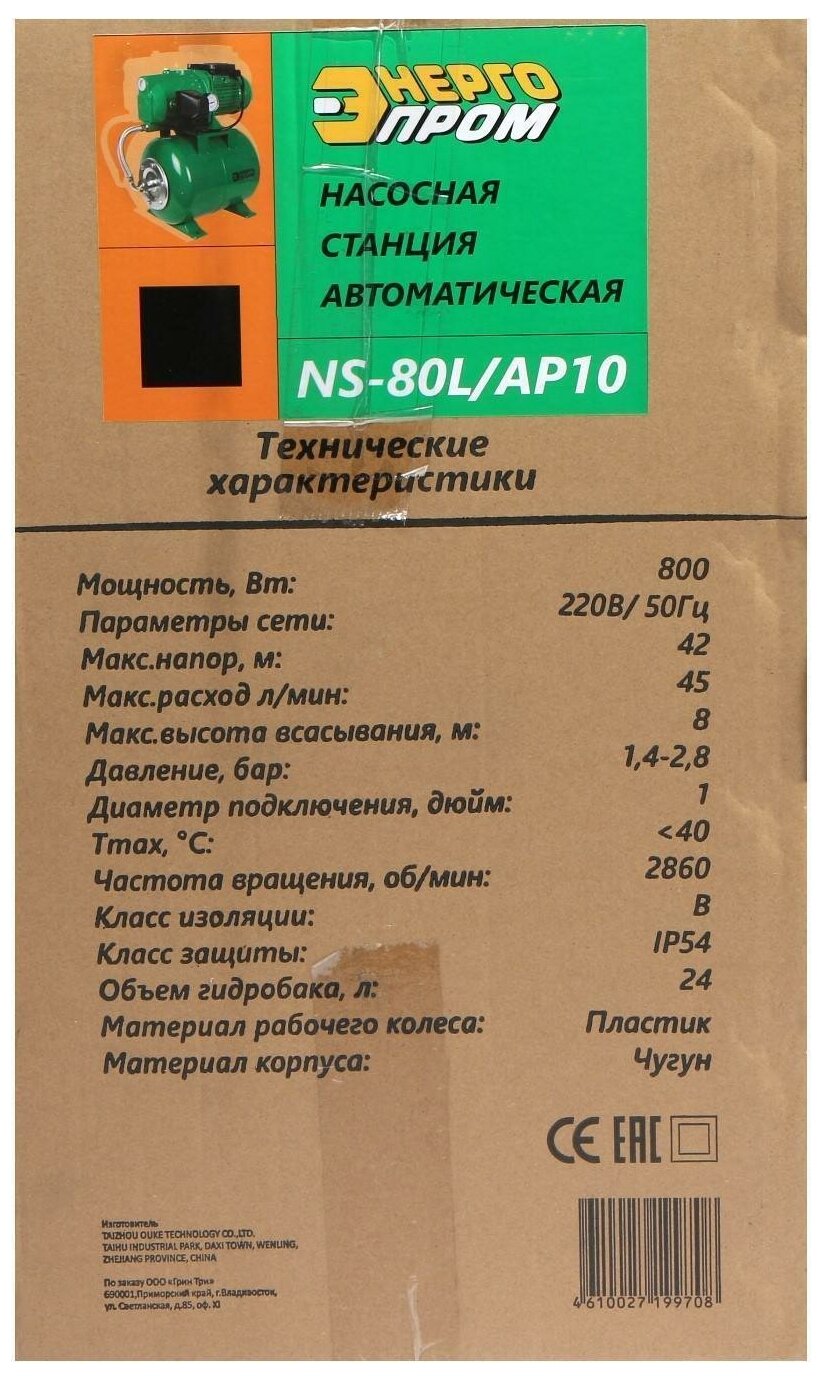 ЭНЕРГО
ПРОМ
НАСОСНАЯ
СТАНЦИЯ
АВТОМАТИЧЕСКАЯ
NS-80L/AP10
Технические
характеристики
Мощность, Вт: 800
Параметры сети: 220В/ 50Гц
Макс.напор, м: 42
Макс.расход л/мин: 45
Макс.высота всасывания, м: 8
Давление, бар: 1,4-2,8
Диаметр подключения, дюйм: 1
Tmax, °C: <40
Частота вращения, об/мин: 2860
Класс изоляции: B
Класс защиты: IP54
Объем гидробака, л: 24
Материал рабочего колеса: Пластик
Материал корпуса: Чугун
CE EAC
Изготовитель
TAIZHOU OUKE TECHNOLOGY CO.,LTD.
TAIHU INDUSTRIAL PARK, DAXI TOWN, WENLING,
ZHEJIANG PROVINCE, CHINA
По заказу ООО «Грин Три»
690001,Приморский край, г.Владивосток,
ул. Светланская, д.85, оф. XI
4 610027 199708